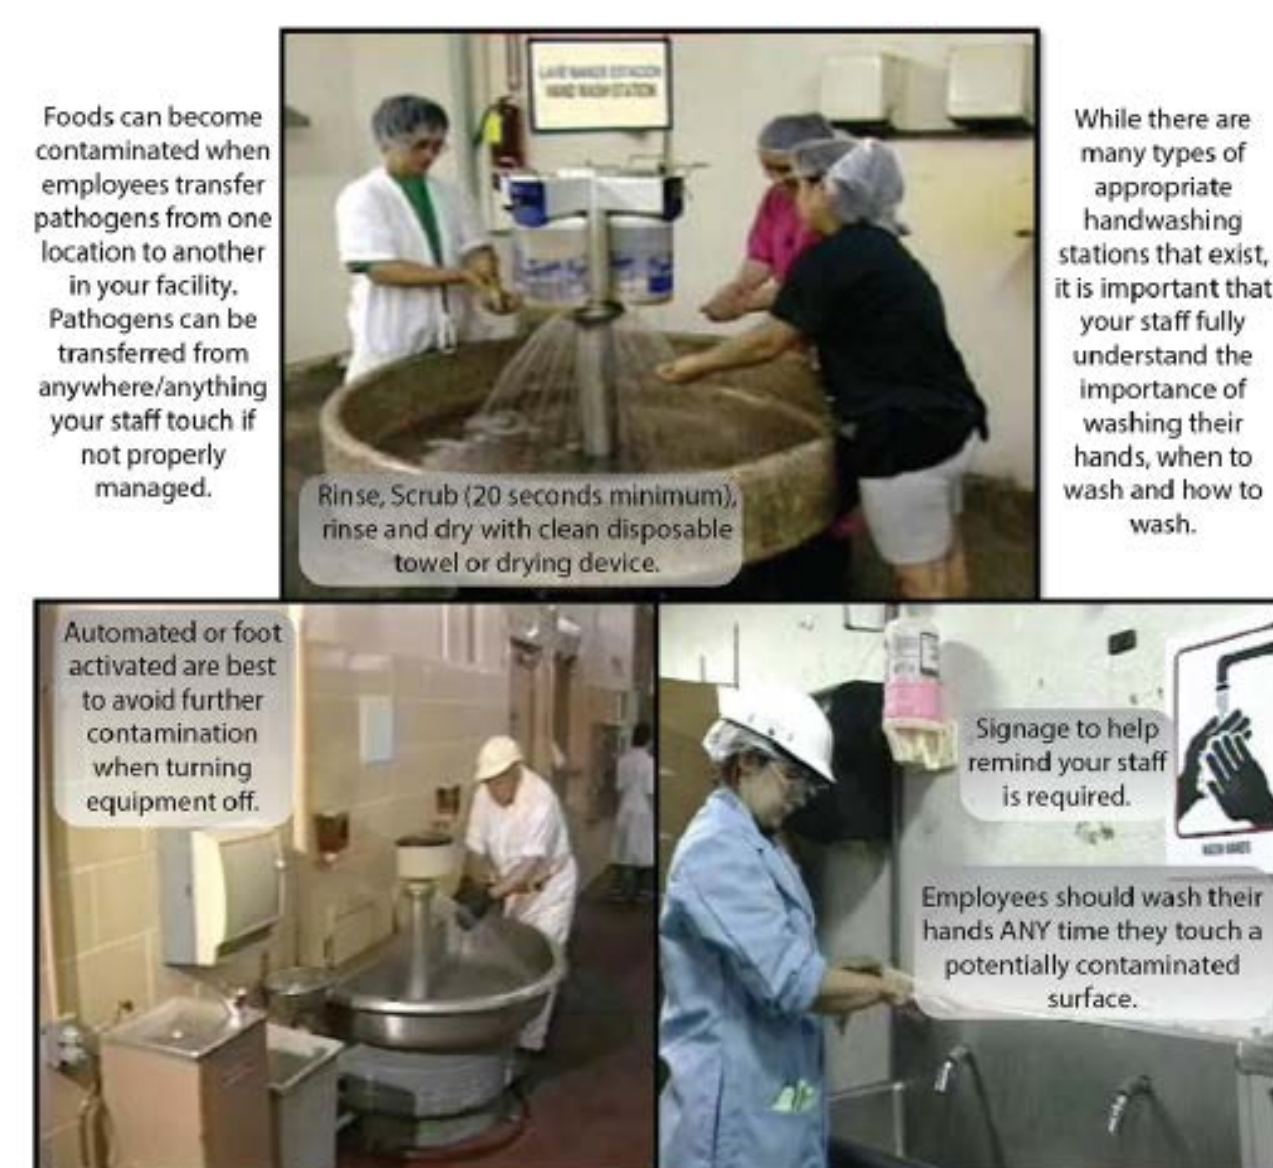 Foods can become
contaminated when
employees transfer
pathogens from one
location to another
in your facility.
Pathogens can be
transferred from
anywhere/anything
your staff touch if
not properly
managed.
HAND WASH STATION
While there are
many types of
appropriate
handwashing
stations that exist,
it is important that
your staff fully
understand the
importance of
washing their
hands, when to
wash and how to
wash.
Rinse, Scrub (20 seconds minimum),
rinse and dry with clean disposable
towel or drying device.
Automated or foot
activated are best
to avoid further
contamination
when turning
equipment off.
Signage to help
remind your staff
is required.
WASH HANDS
Employees should wash their
hands ANY time they touch a
potentially contaminated
surface.